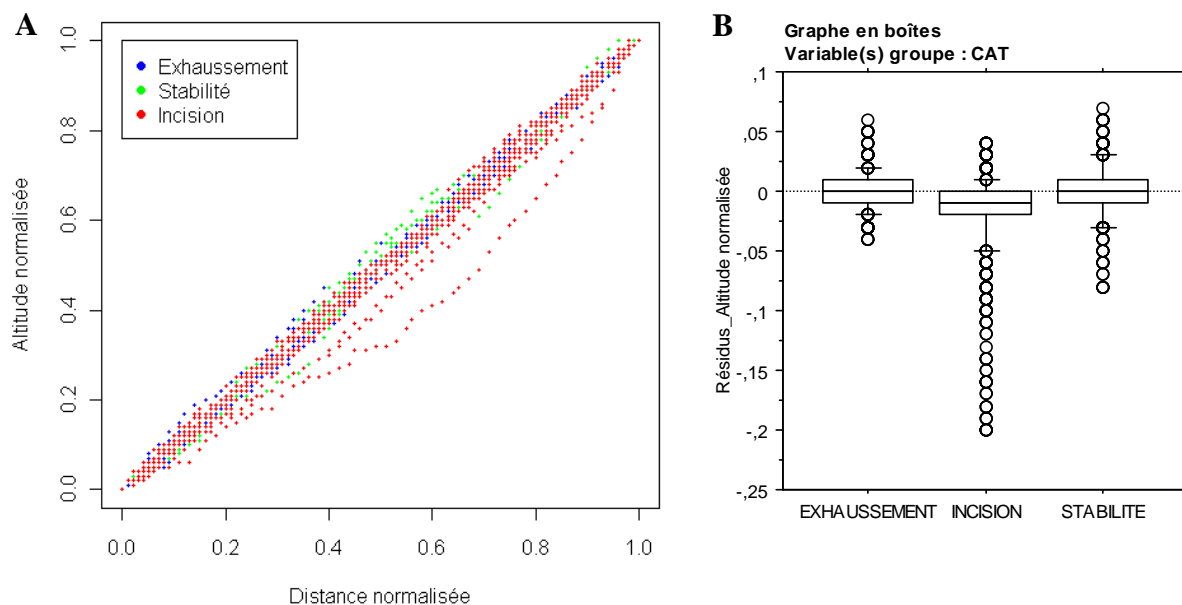 A
Exhaussement
Stabilité
Incision
Altitude normalisée
0.0
0.2
0.4
0.6
0.8
1.0
0.0
0.2
0.4
0.6
0.8
1.0
Distance normalisée
B
Graphe en boîtes
Variable(s) groupe : CAT
Résidus_Altitude normalisée
,1
,05
0
-,05
-,1
-,15
-,2
-,25
EXHAUSSEMENT
INCISION
STABILITE